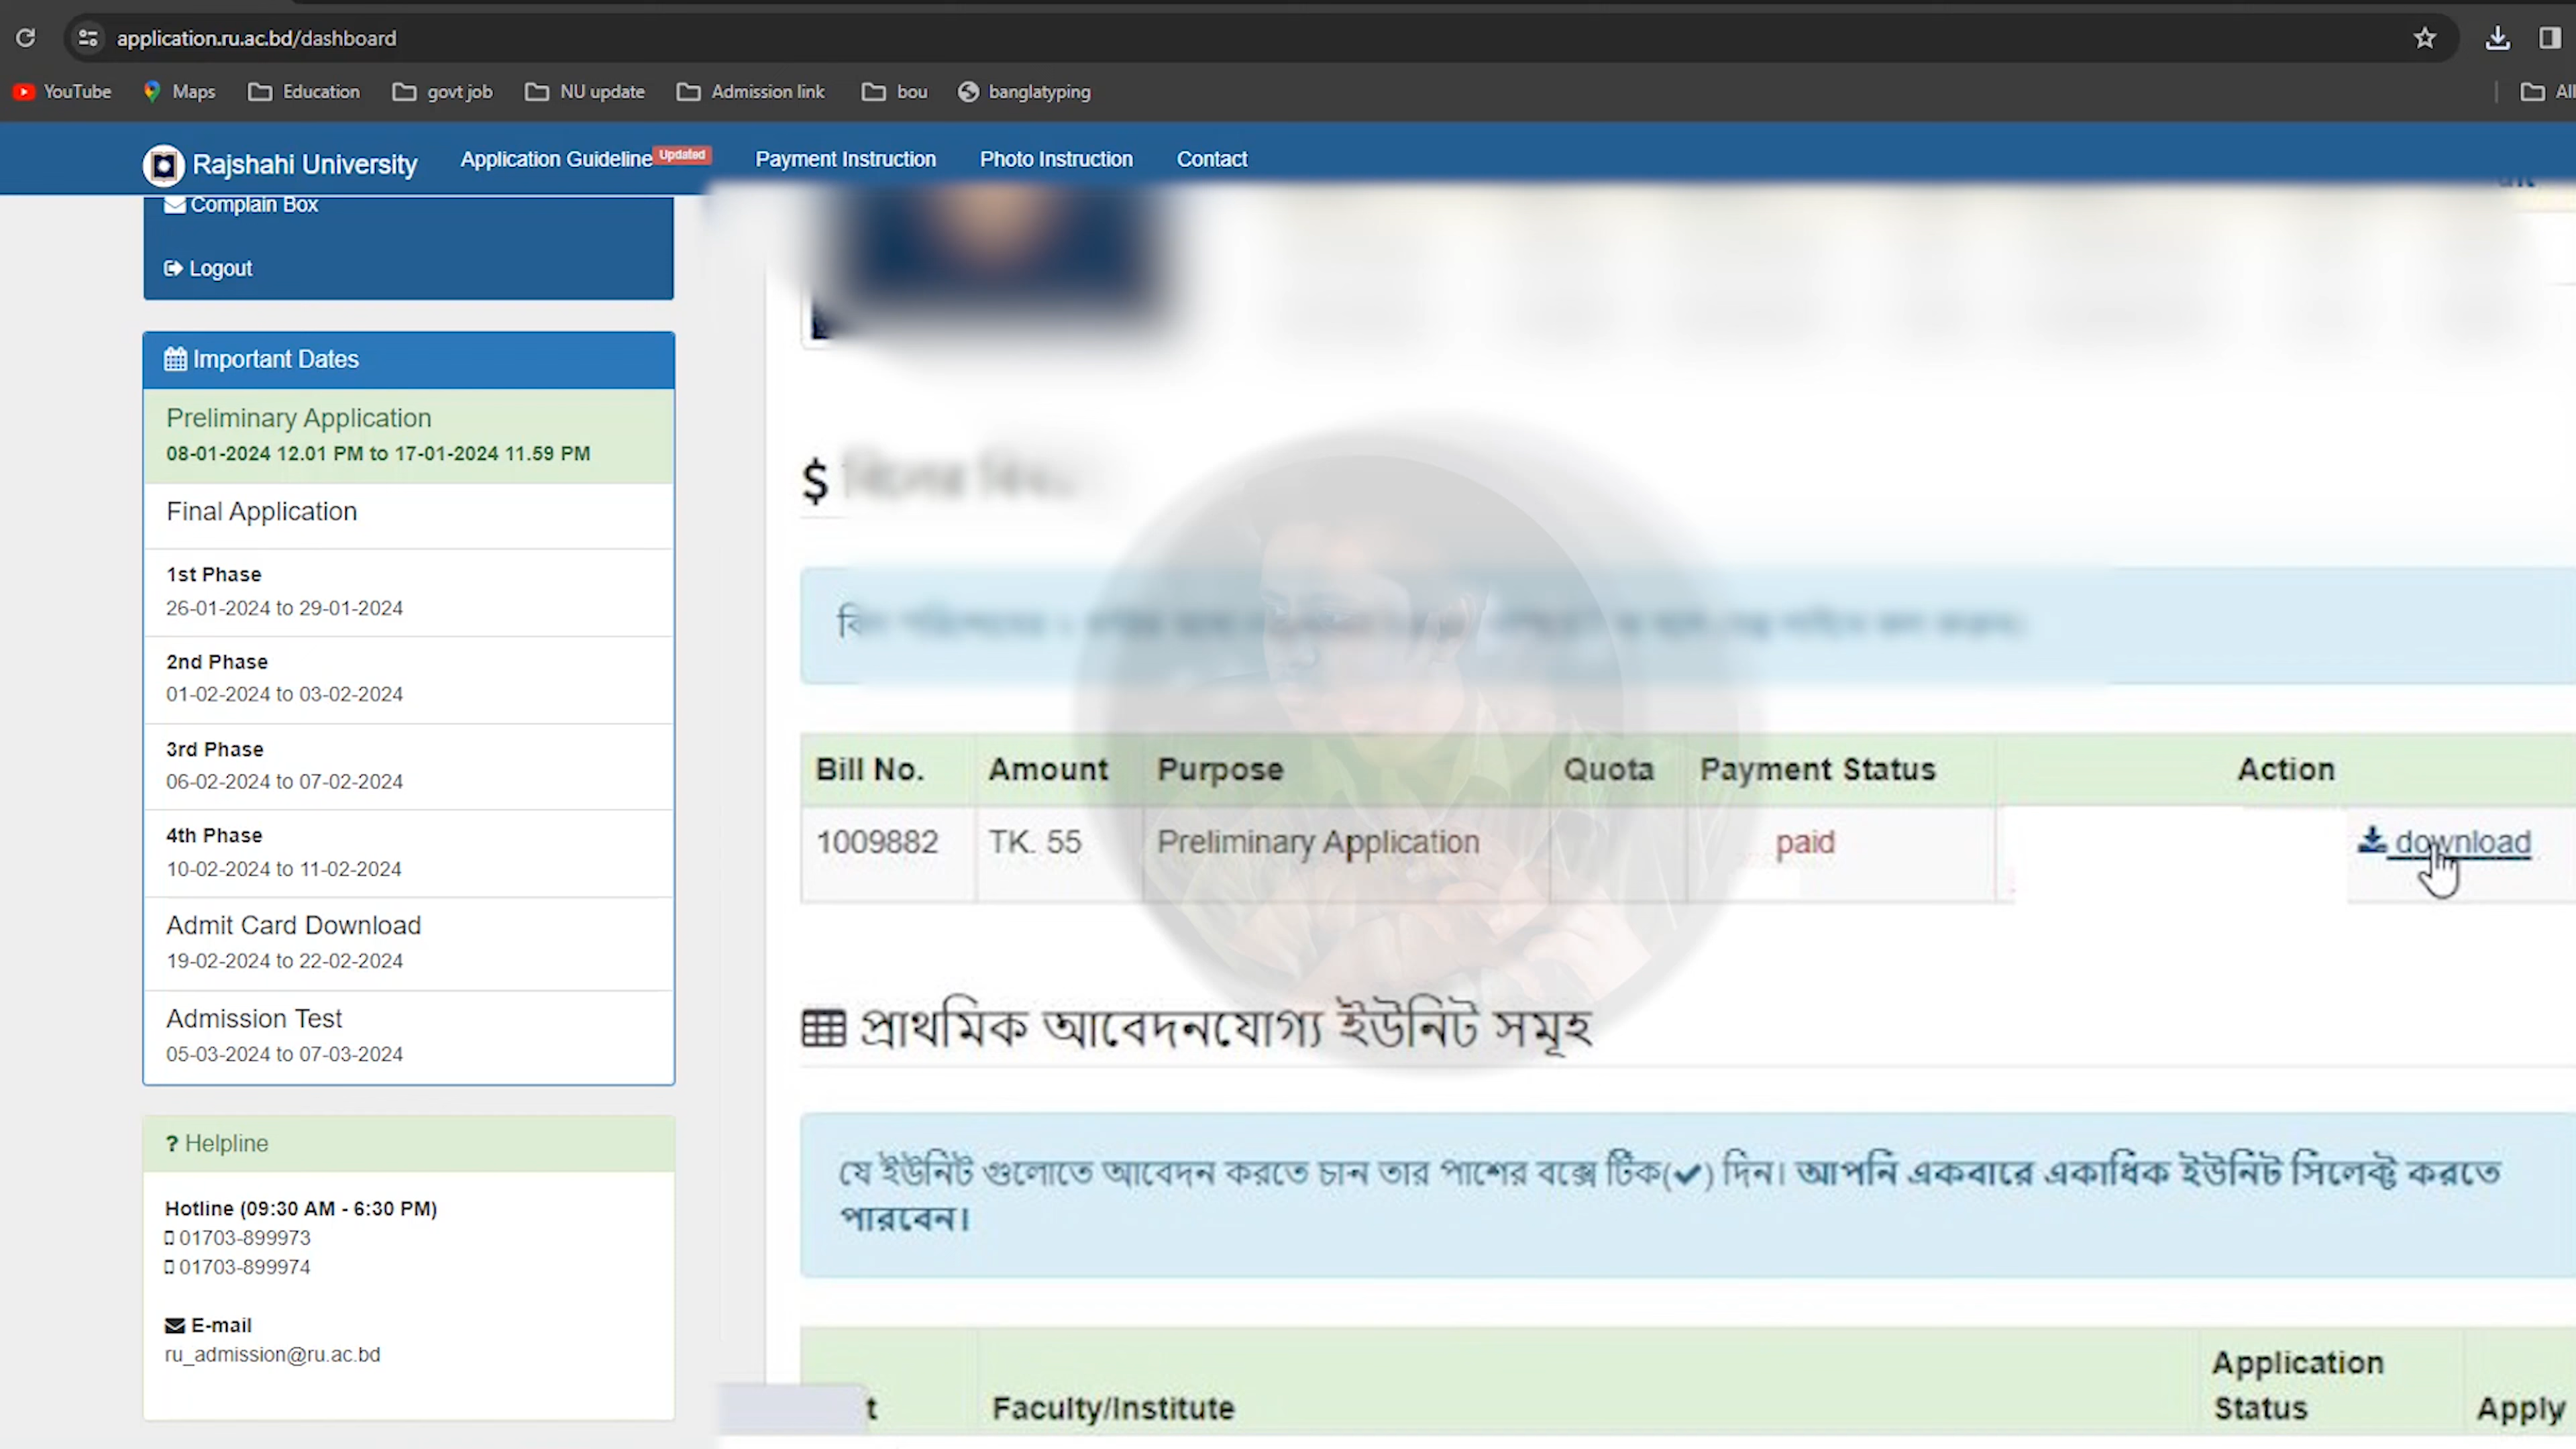 application.ru.ac.bd/dashboard
YouTube Maps Education govt job NU update Admission link bou banglatyping All
Rajshahi University Application Guideline Updated Payment Instruction Photo Instruction Contact
Complain Box
Logout
Important Dates
Preliminary Application
08-01-2024 12.01 PM to 17-01-2024 11.59 PM
Final Application
1st Phase
26-01-2024 to 29-01-2024
2nd Phase
01-02-2024 to 03-02-2024
3rd Phase
06-02-2024 to 07-02-2024
4th Phase
10-02-2024 to 11-02-2024
Admit Card Download
19-02-2024 to 22-02-2024
Admission Test
05-03-2024 to 07-03-2024
? Helpline
Hotline (09:30 AM - 6:30 PM)
01703-899973
01703-899974
E-mail
ru_admission@ru.ac.bd
$
Bill No. Amount Purpose Quota Payment Status Action
1009882 TK. 55 Preliminary Application paid download
প্রাথমিক আবেদনযোগ্য ইউনিট সমূহ
যে ইউনিট গুলোতে আবেদন করতে চান তার পাশের বক্সে টিক(✔) দিন। আপনি একবারে একাধিক ইউনিট সিলেক্ট করতে
পারবেন।
t Faculty/Institute Application Status Apply